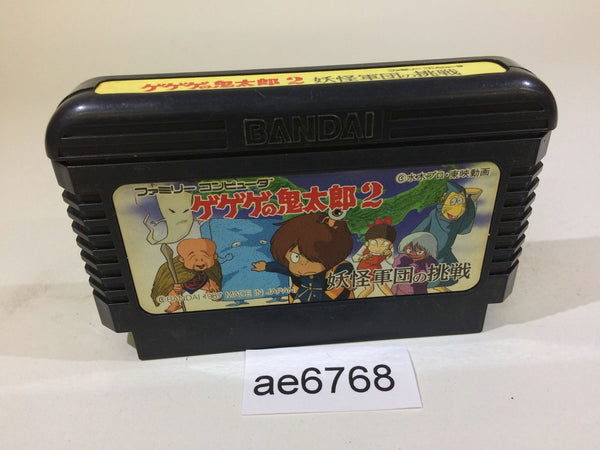 ゲゲゲの鬼太郎2 妖怪軍団の挑戦
BANDAI
ファミリーコンピュータ
©水木プロ・東映動画
ゲゲゲの鬼太郎2
妖怪軍団の挑戦
©BANDAI 1987 MADE IN JAPAN
ae6768